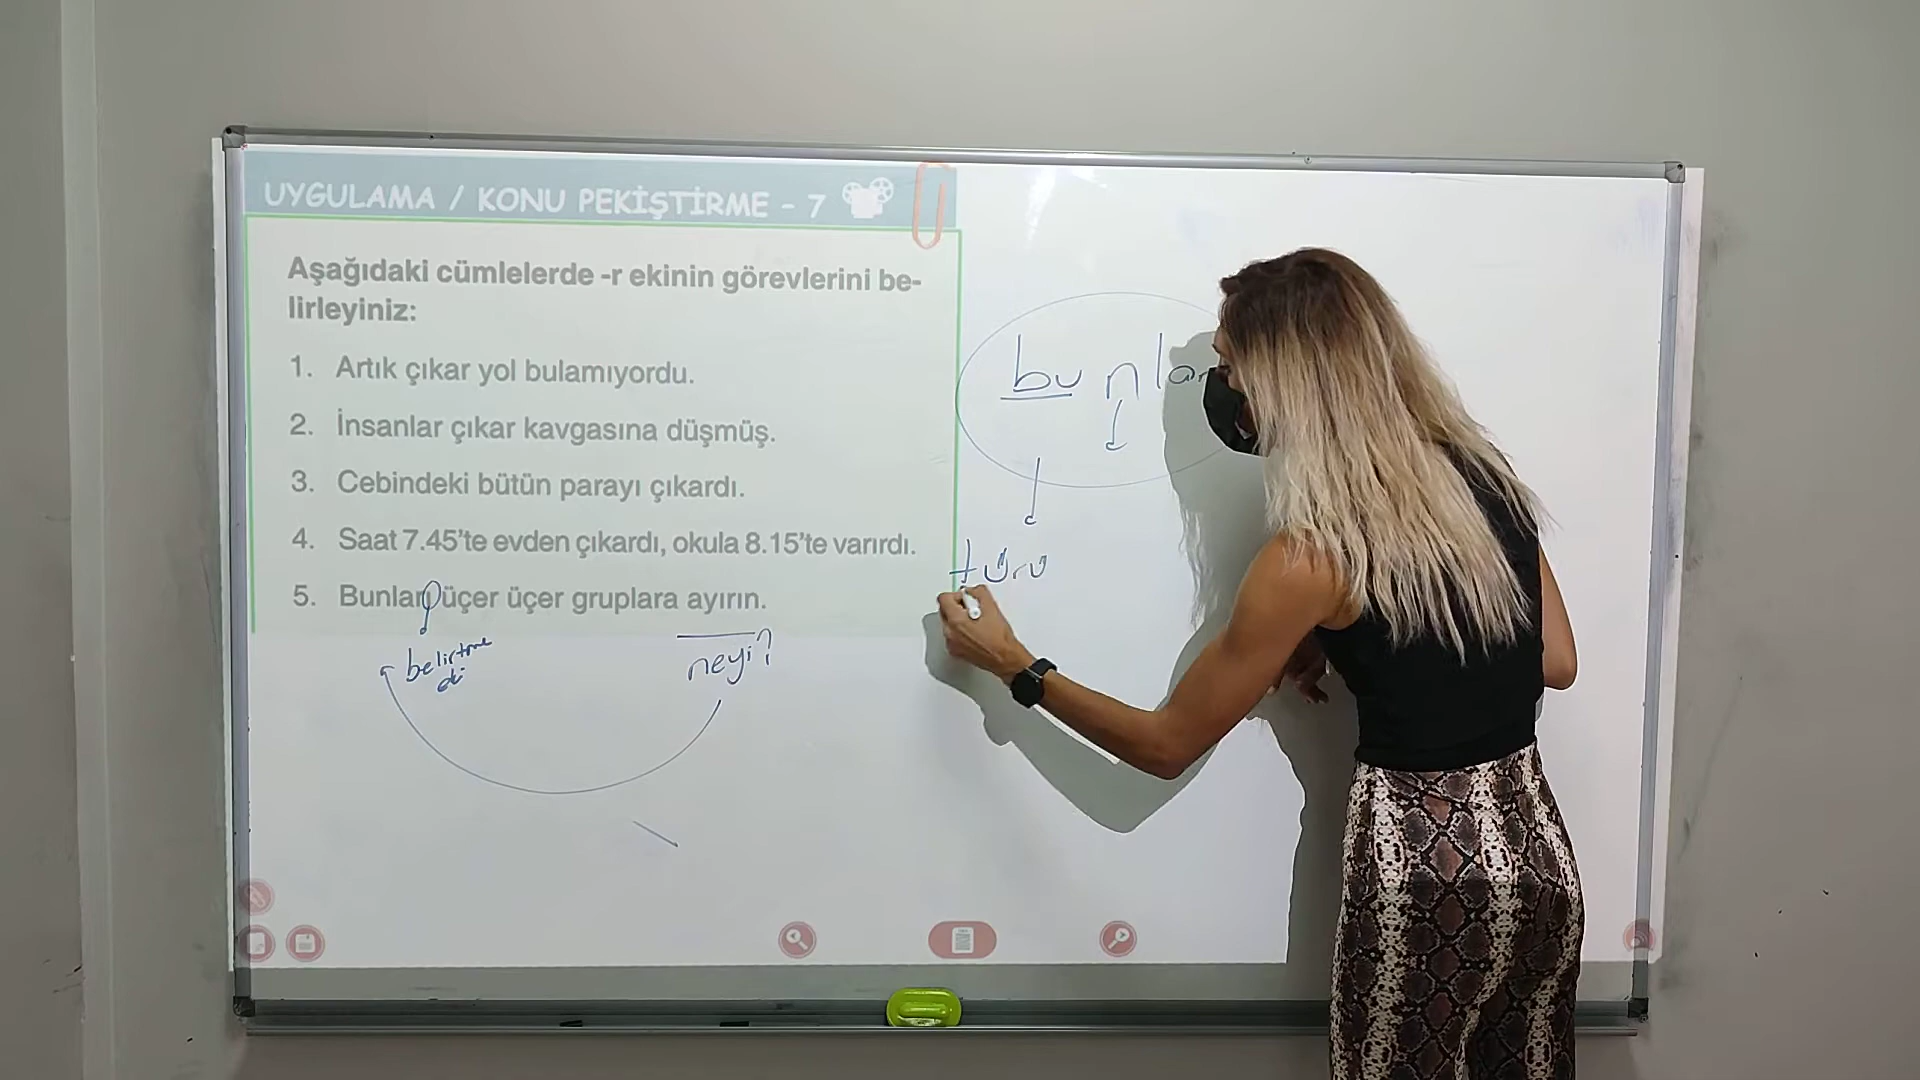 UYGULAMA / KONU PEKİŞTİRME - 7
Aşağıdaki cümlelerde -r ekinin görevlerini be-
lirleyiniz:
1. Artık çıkar yol bulamıyordu.
2. İnsanlar çıkar kavgasına düşmüş.
3. Cebindeki bütün parayı çıkardı.
4. Saat 7.45'te evden çıkardı, okula 8.15'te varırdı.
5. Bunları üçer üçer gruplara ayırın.
belirtme
neyi?
bu n lar
türü